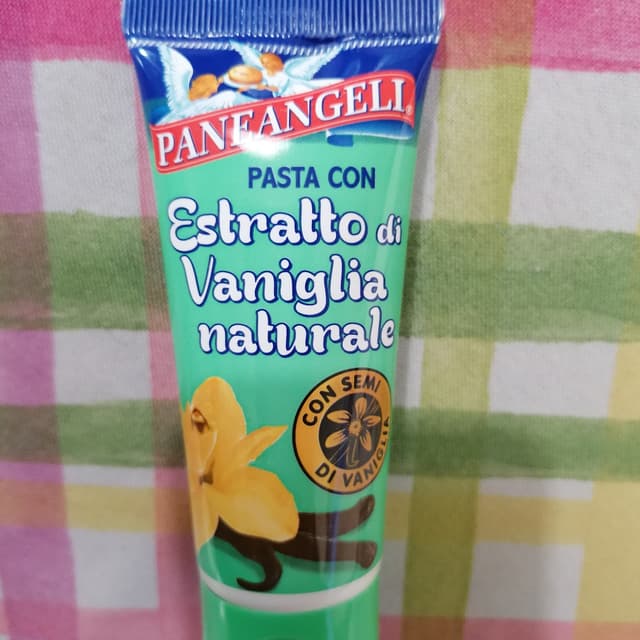 PANEANGELI
PASTA CON
Estratto di
Vaniglia
naturale
CON SEMI
DI VANIGLIA